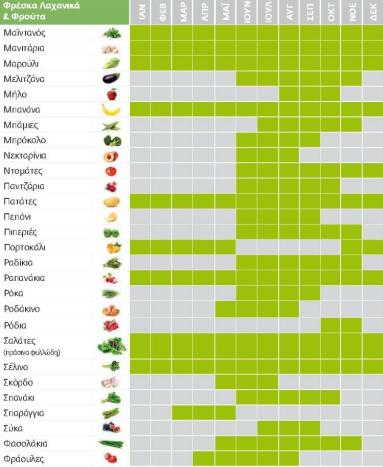 Φρέσκα Λαχανικά
& Φρούτα
ΙΑΝ ΦΕΒ ΜΑΡ ΑΠΡ ΜΑΪ ΙΟΥΝ ΙΟΥΛ ΑΥΓ ΣΕΠ ΟΚΤ ΝΟΕ ΔΕΚ
Μαϊντανός
Μανιτάρια
Μαρούλι
Μελιτζάνα
Μήλο
Μπανάνα
Μπάμιες
Μπρόκολο
Νεκταρίνια
Ντομάτες
Παντζάρια
Πατάτες
Πεπόνι
Πιπεριές
Πορτοκάλι
Ραδίκια
Ραπανάκια
Ρόκα
Ροδάκινο
Ρόδια
Σαλάτες
(πράσινα φυλλώδη)
Σέλινο
Σκόρδο
Σπανάκι
Σπαράγγια
Σύκα
Φασολάκια
Φράουλες